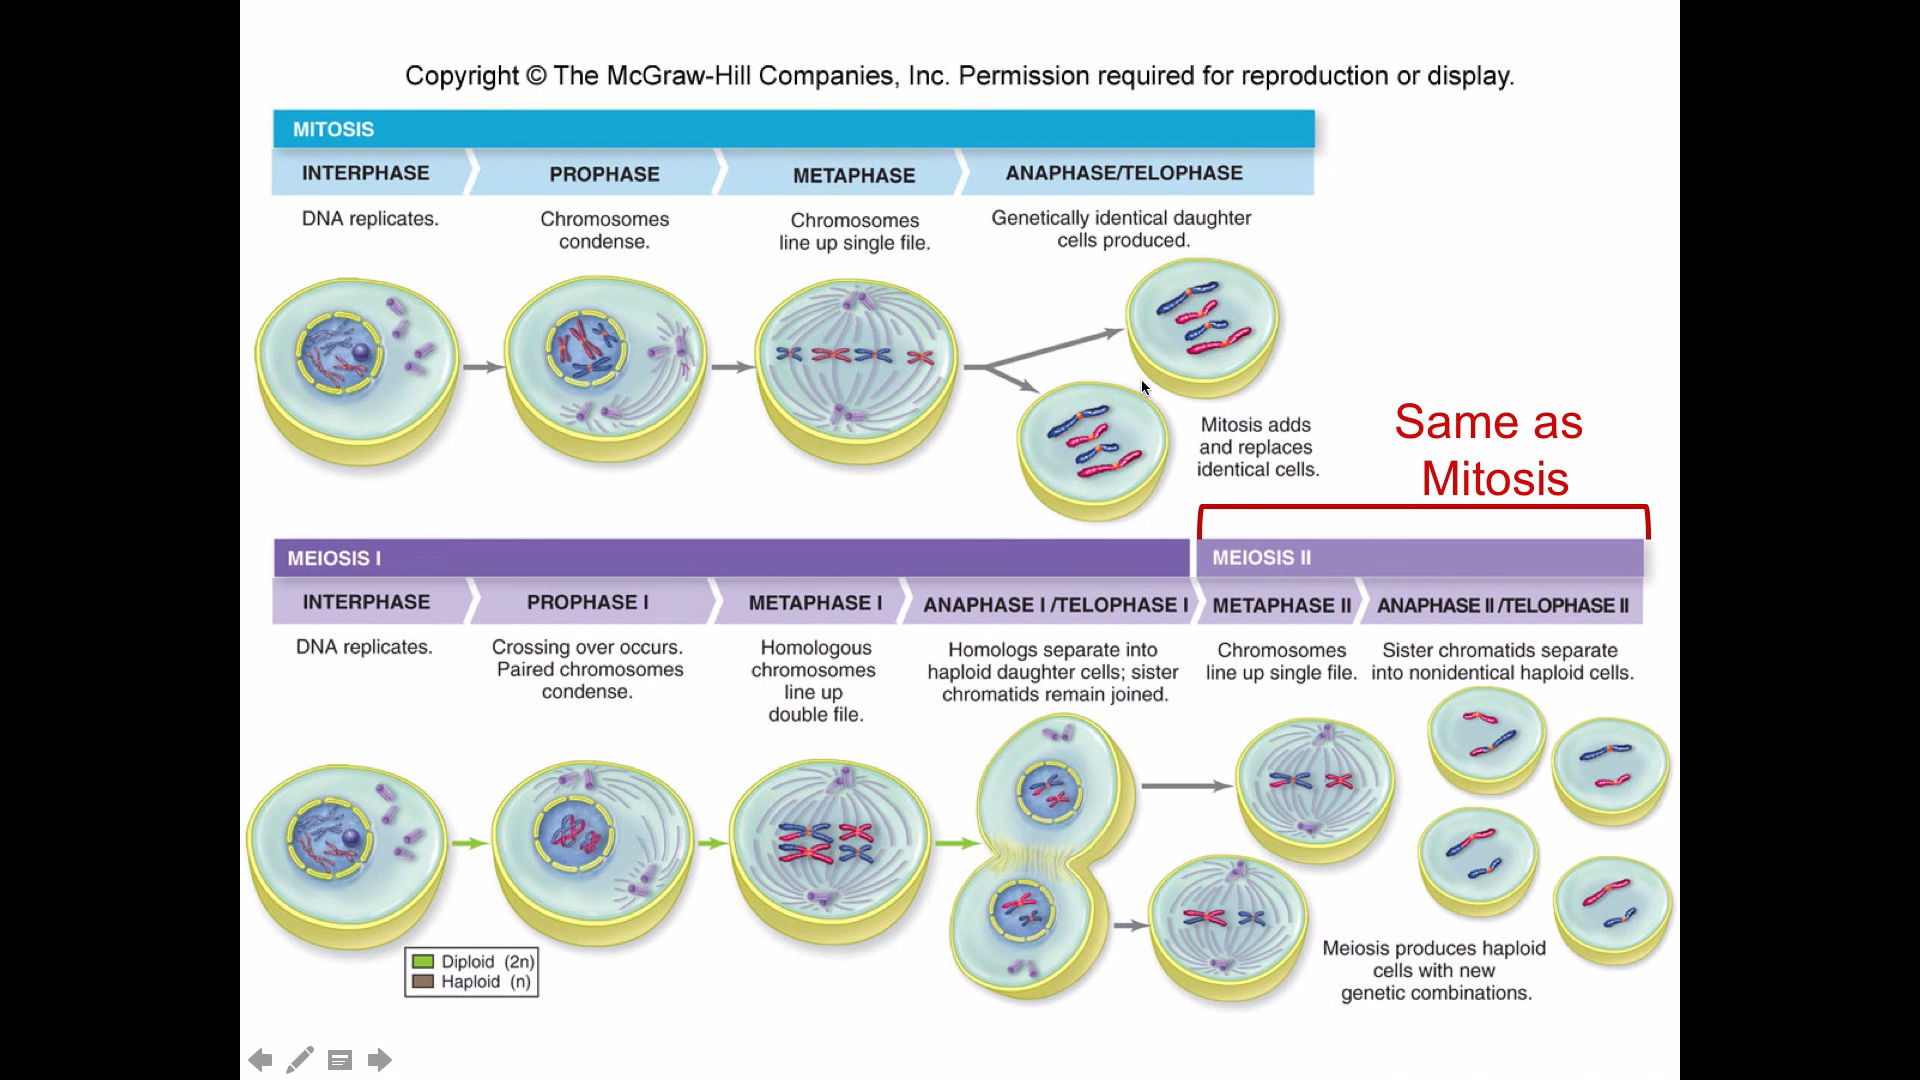 Copyright © The McGraw-Hill Companies, Inc. Permission required for reproduction or display.
MITOSIS
INTERPHASE
PROPHASE
METAPHASE
ANAPHASE/TELOPHASE
DNA replicates.
Chromosomes
condense.
Chromosomes
line up single file.
Genetically identical daughter
cells produced.
Mitosis adds
and replaces
identical cells.
Same as
Mitosis
MEIOSIS I
MEIOSIS II
INTERPHASE
PROPHASE I
METAPHASE I
ANAPHASE I /TELOPHASE I
METAPHASE II
ANAPHASE II /TELOPHASE II
DNA replicates.
Crossing over occurs.
Paired chromosomes
condense.
Homologous
chromosomes
line up
double file.
Homologs separate into
haploid daughter cells; sister
chromatids remain joined.
Chromosomes
line up single file.
Sister chromatids separate
into nonidentical haploid cells.
Diploid (2n)
Haploid (n)
Meiosis produces haploid
cells with new
genetic combinations.